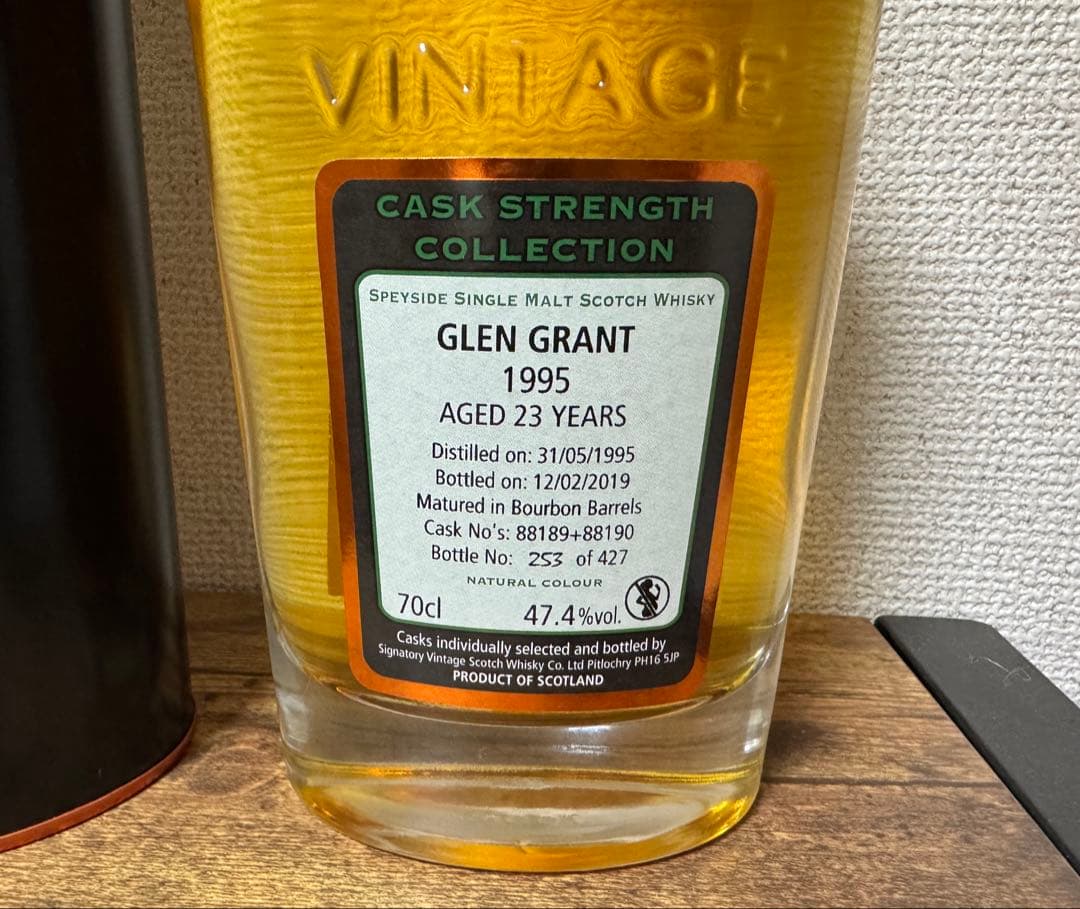 VINTAGE
CASK STRENGTH
COLLECTION
SPEYSIDE SINGLE MALT SCOTCH WHISKY
GLEN GRANT
1995
AGED 23 YEARS
Distilled on: 31/05/1995
Bottled on: 12/02/2019
Matured in Bourbon Barrels
Cask No's: 88189+88190
Bottle No: 253 of 427
NATURAL COLOUR
70cl 47.4%vol.
Casks individually selected and bottled by
Signatory Vintage Scotch Whisky Co. Ltd Pitlochry PH16 5JP
PRODUCT OF SCOTLAND